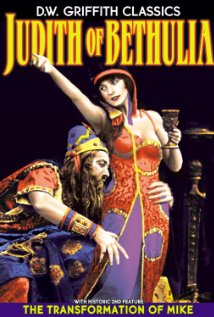 D.W. GRIFFITH CLASSICS
JUDITH OF BETHULIA
WITH HISTORIC 2ND FEATURE
THE TRANSFORMATION OF MIKE